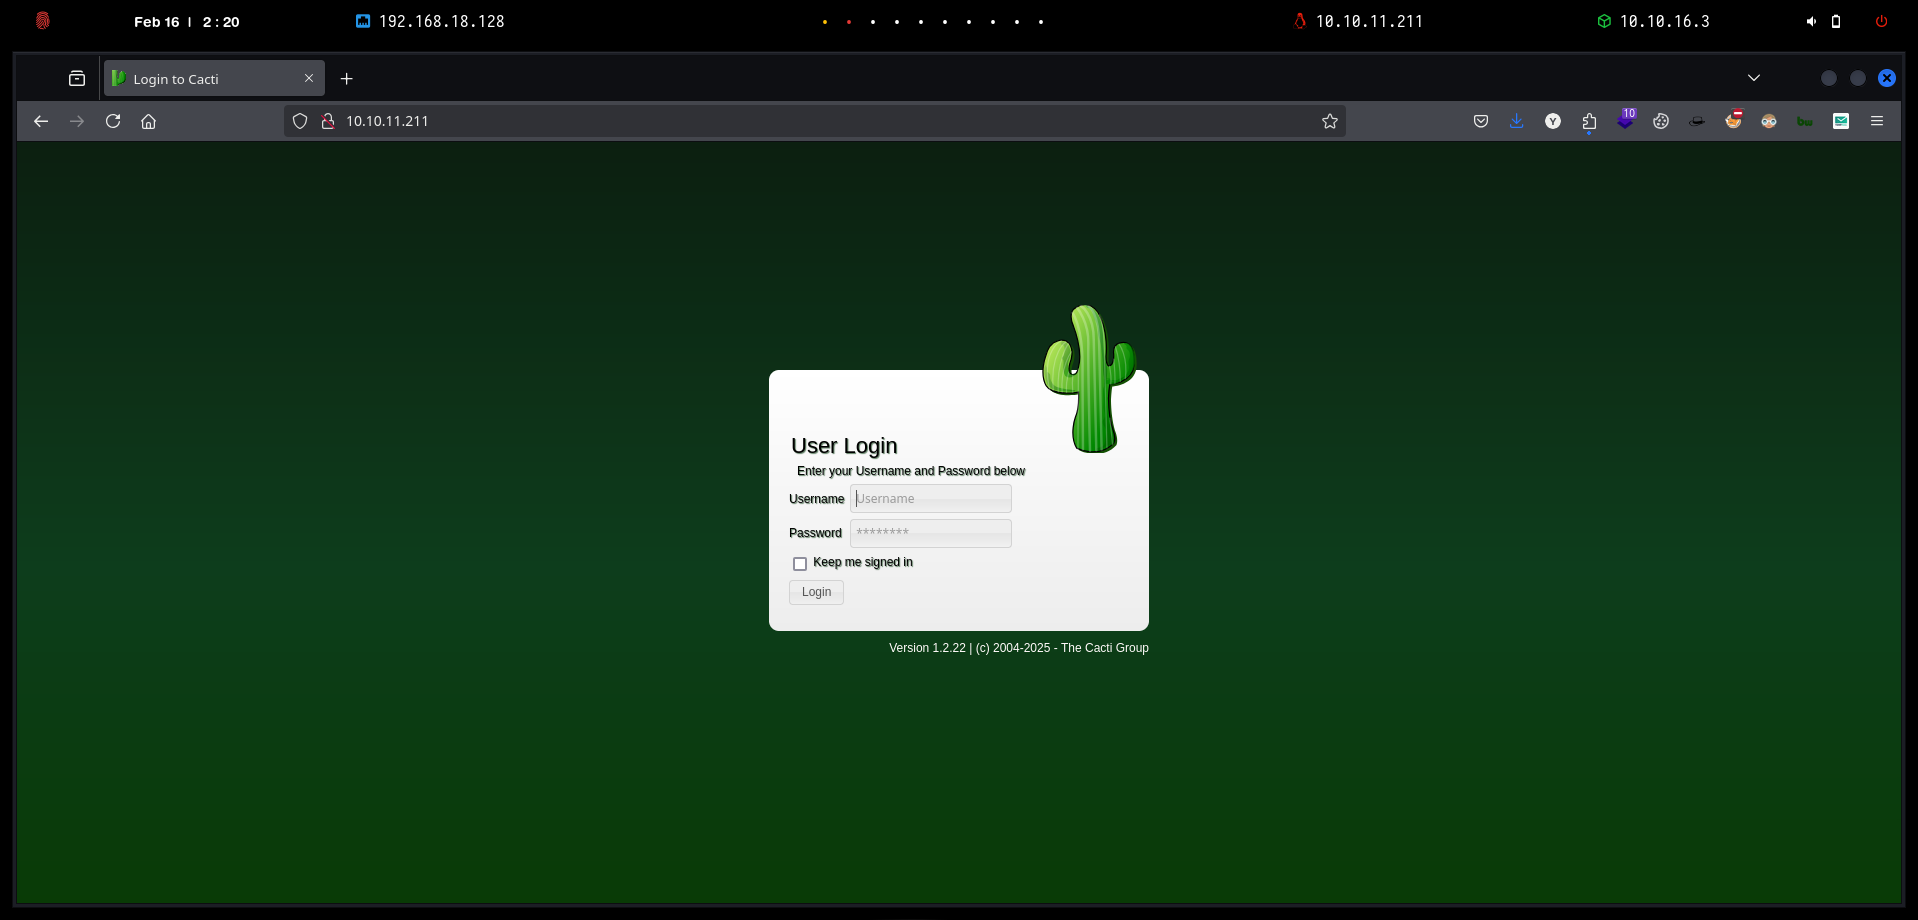 Feb 16 | 2 : 20
192.168.18.128
10.10.11.211
10.10.16.3
Login to Cacti
10.10.11.211
Y
10
bw
User Login
Enter your Username and Password below
Username
Username
Password
********
Keep me signed in
Login
Version 1.2.22 | (c) 2004-2025 - The Cacti Group